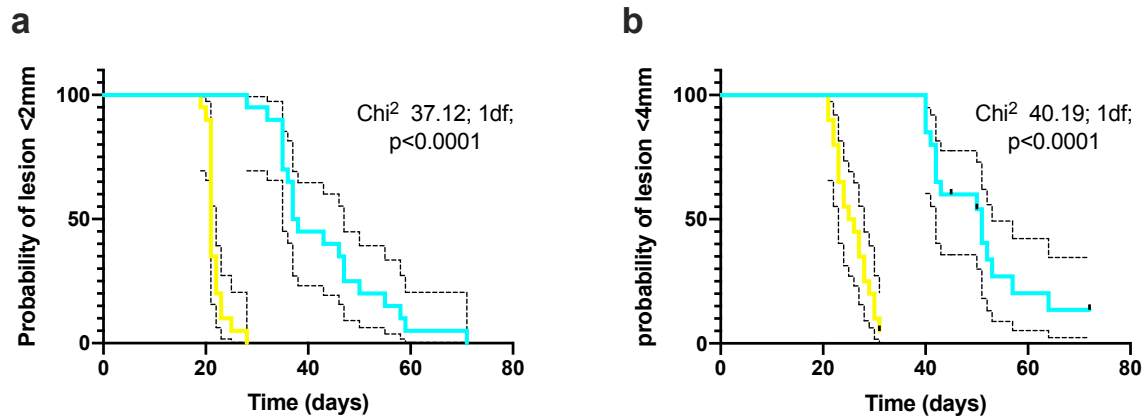 a
Probability of lesion <2mm
100
50
0
Chi² 37.12; 1df;
p<0.0001
0 20 40 60 80
Time (days)
b
probability of lesion <4mm
100
50
0
Chi² 40.19; 1df;
p<0.0001
0 20 40 60 80
Time (days)